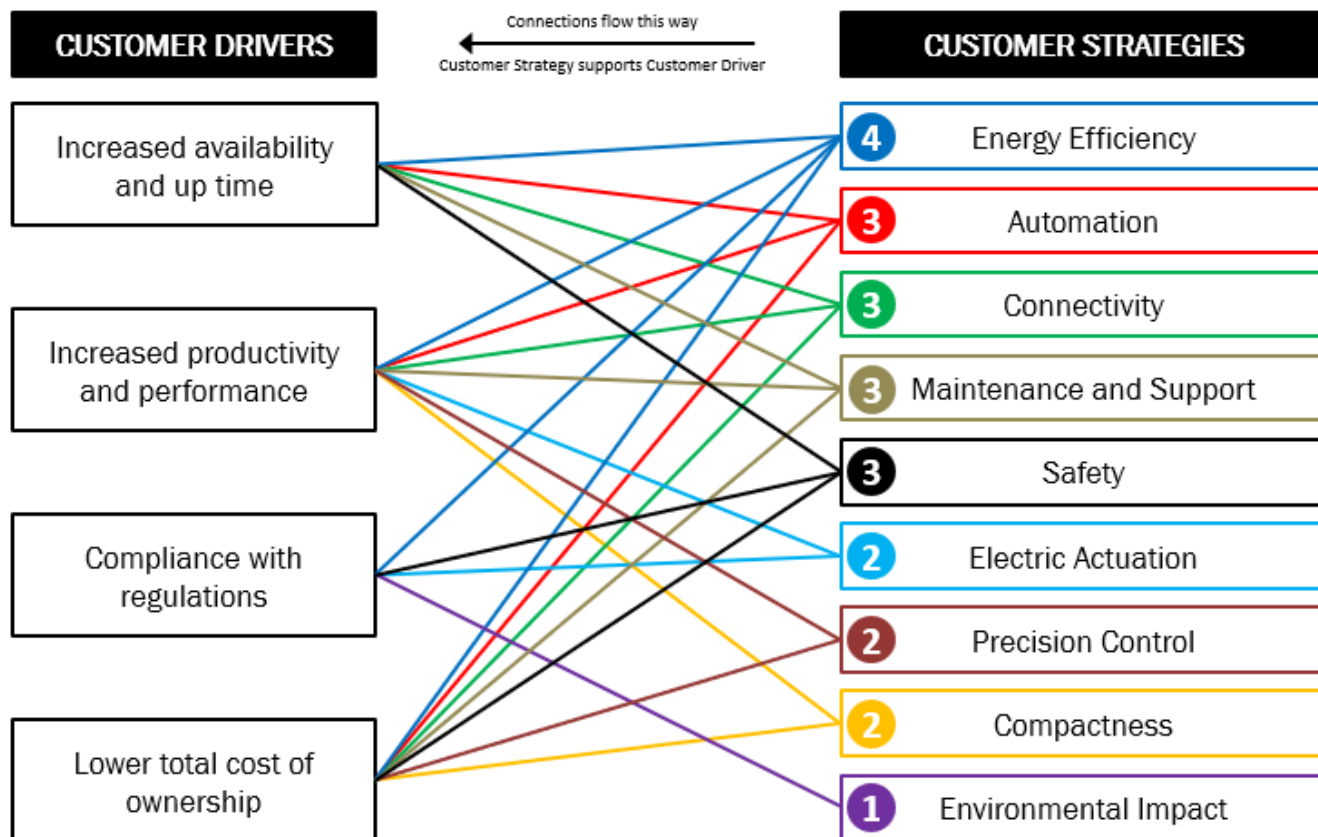 Connections flow this way
CUSTOMER DRIVERS
CUSTOMER STRATEGIES
Customer Strategy supports Customer Driver
Increased availability
and up time
Increased productivity
and performance
Compliance with
regulations
Lower total cost of
ownership
4 Energy Efficiency
3 Automation
3 Connectivity
3 Maintenance and Support
3 Safety
2 Electric Actuation
2 Precision Control
2 Compactness
1 Environmental Impact